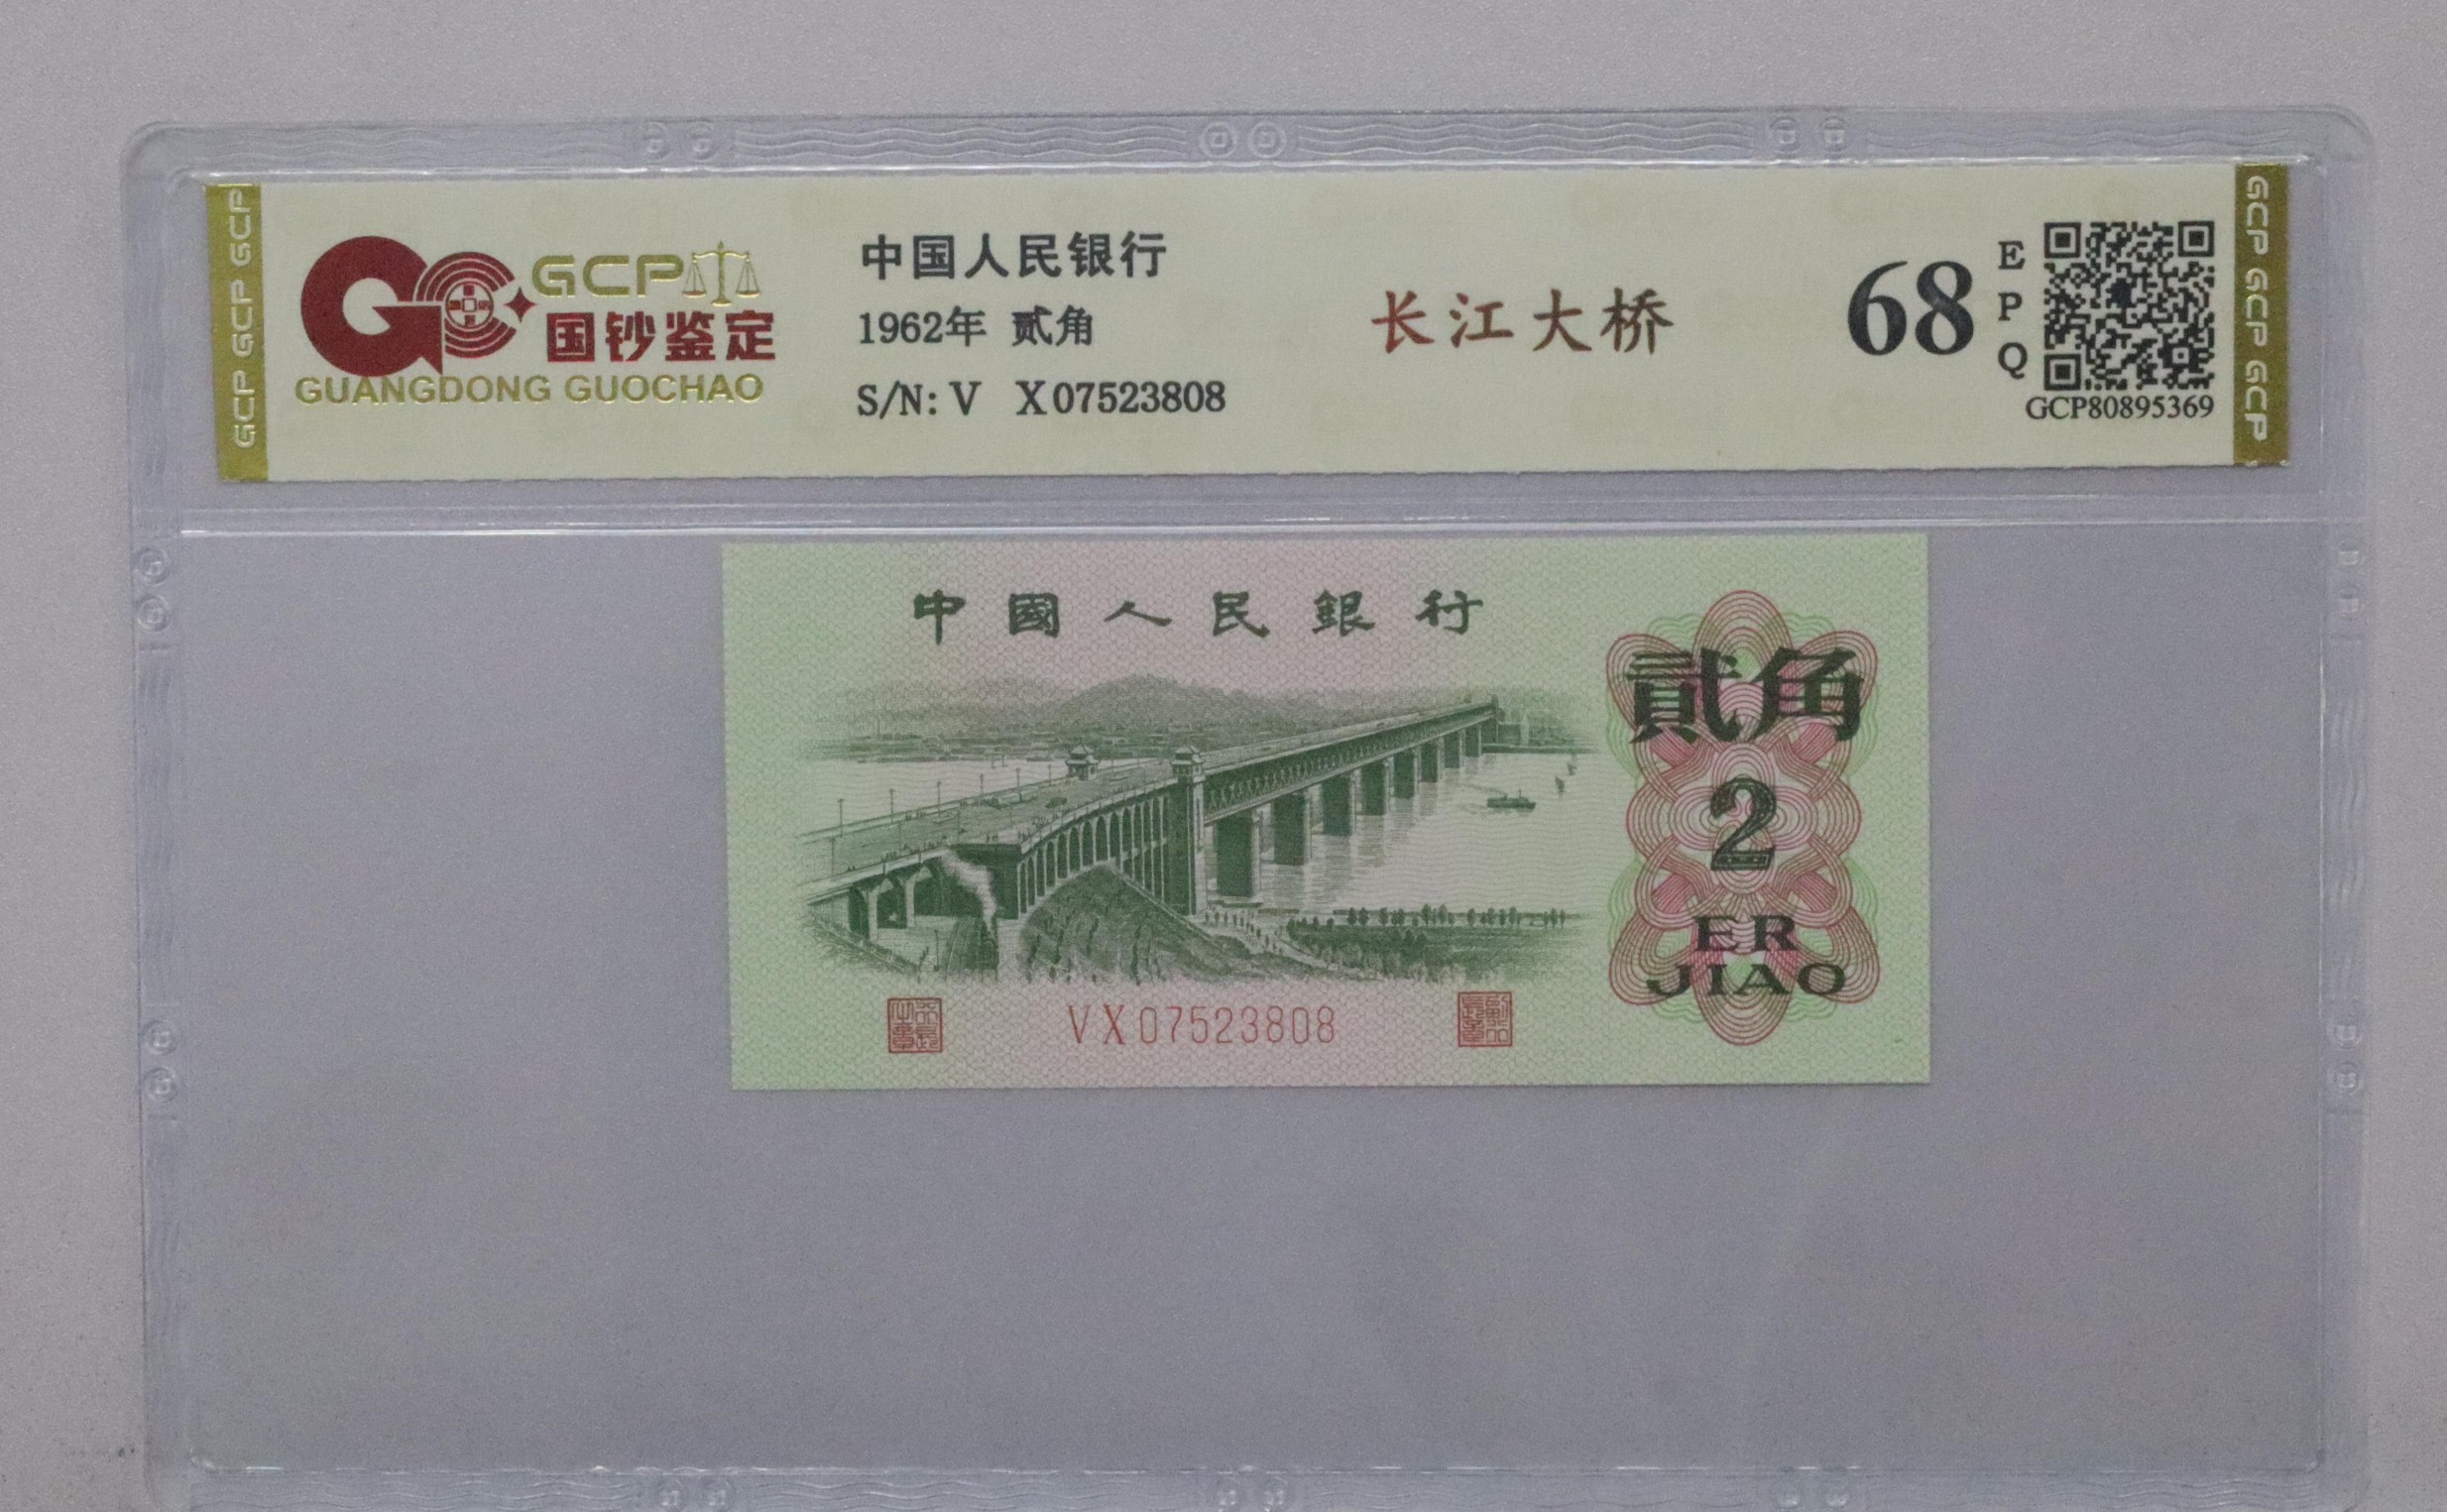 GCP GCP GCP
GCP
国钞鉴定
GUANGDONG GUOCHAO
中国人民银行
1962年 贰角
S/N: V X07523808
长江大桥
68
E
P
Q
GCP80895369
GCP GCP GCP
中國人民銀行
貳角
2
ER
JIAO
VX07523808